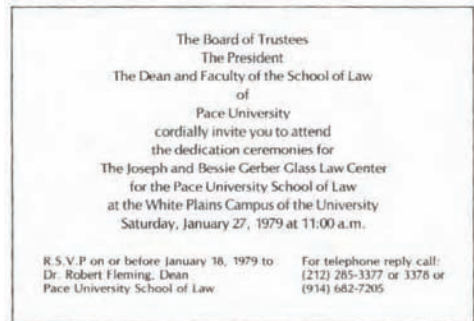 The Board of Trustees
The President
The Dean and Faculty of the School of Law
of
Pace University
cordially invite you to attend
the dedication ceremonies for
The Joseph and Bessie Gerber Glass Law Center
for the Pace University School of Law
at the White Plains Campus of the University
Saturday, January 27, 1979 at 11:00 a.m.
R.S.V.P on or before January 18, 1979 to
Dr. Robert Fleming, Dean
Pace University School of Law
For telephone reply call:
(212) 285-3377 or 3378 or
(914) 682-7205